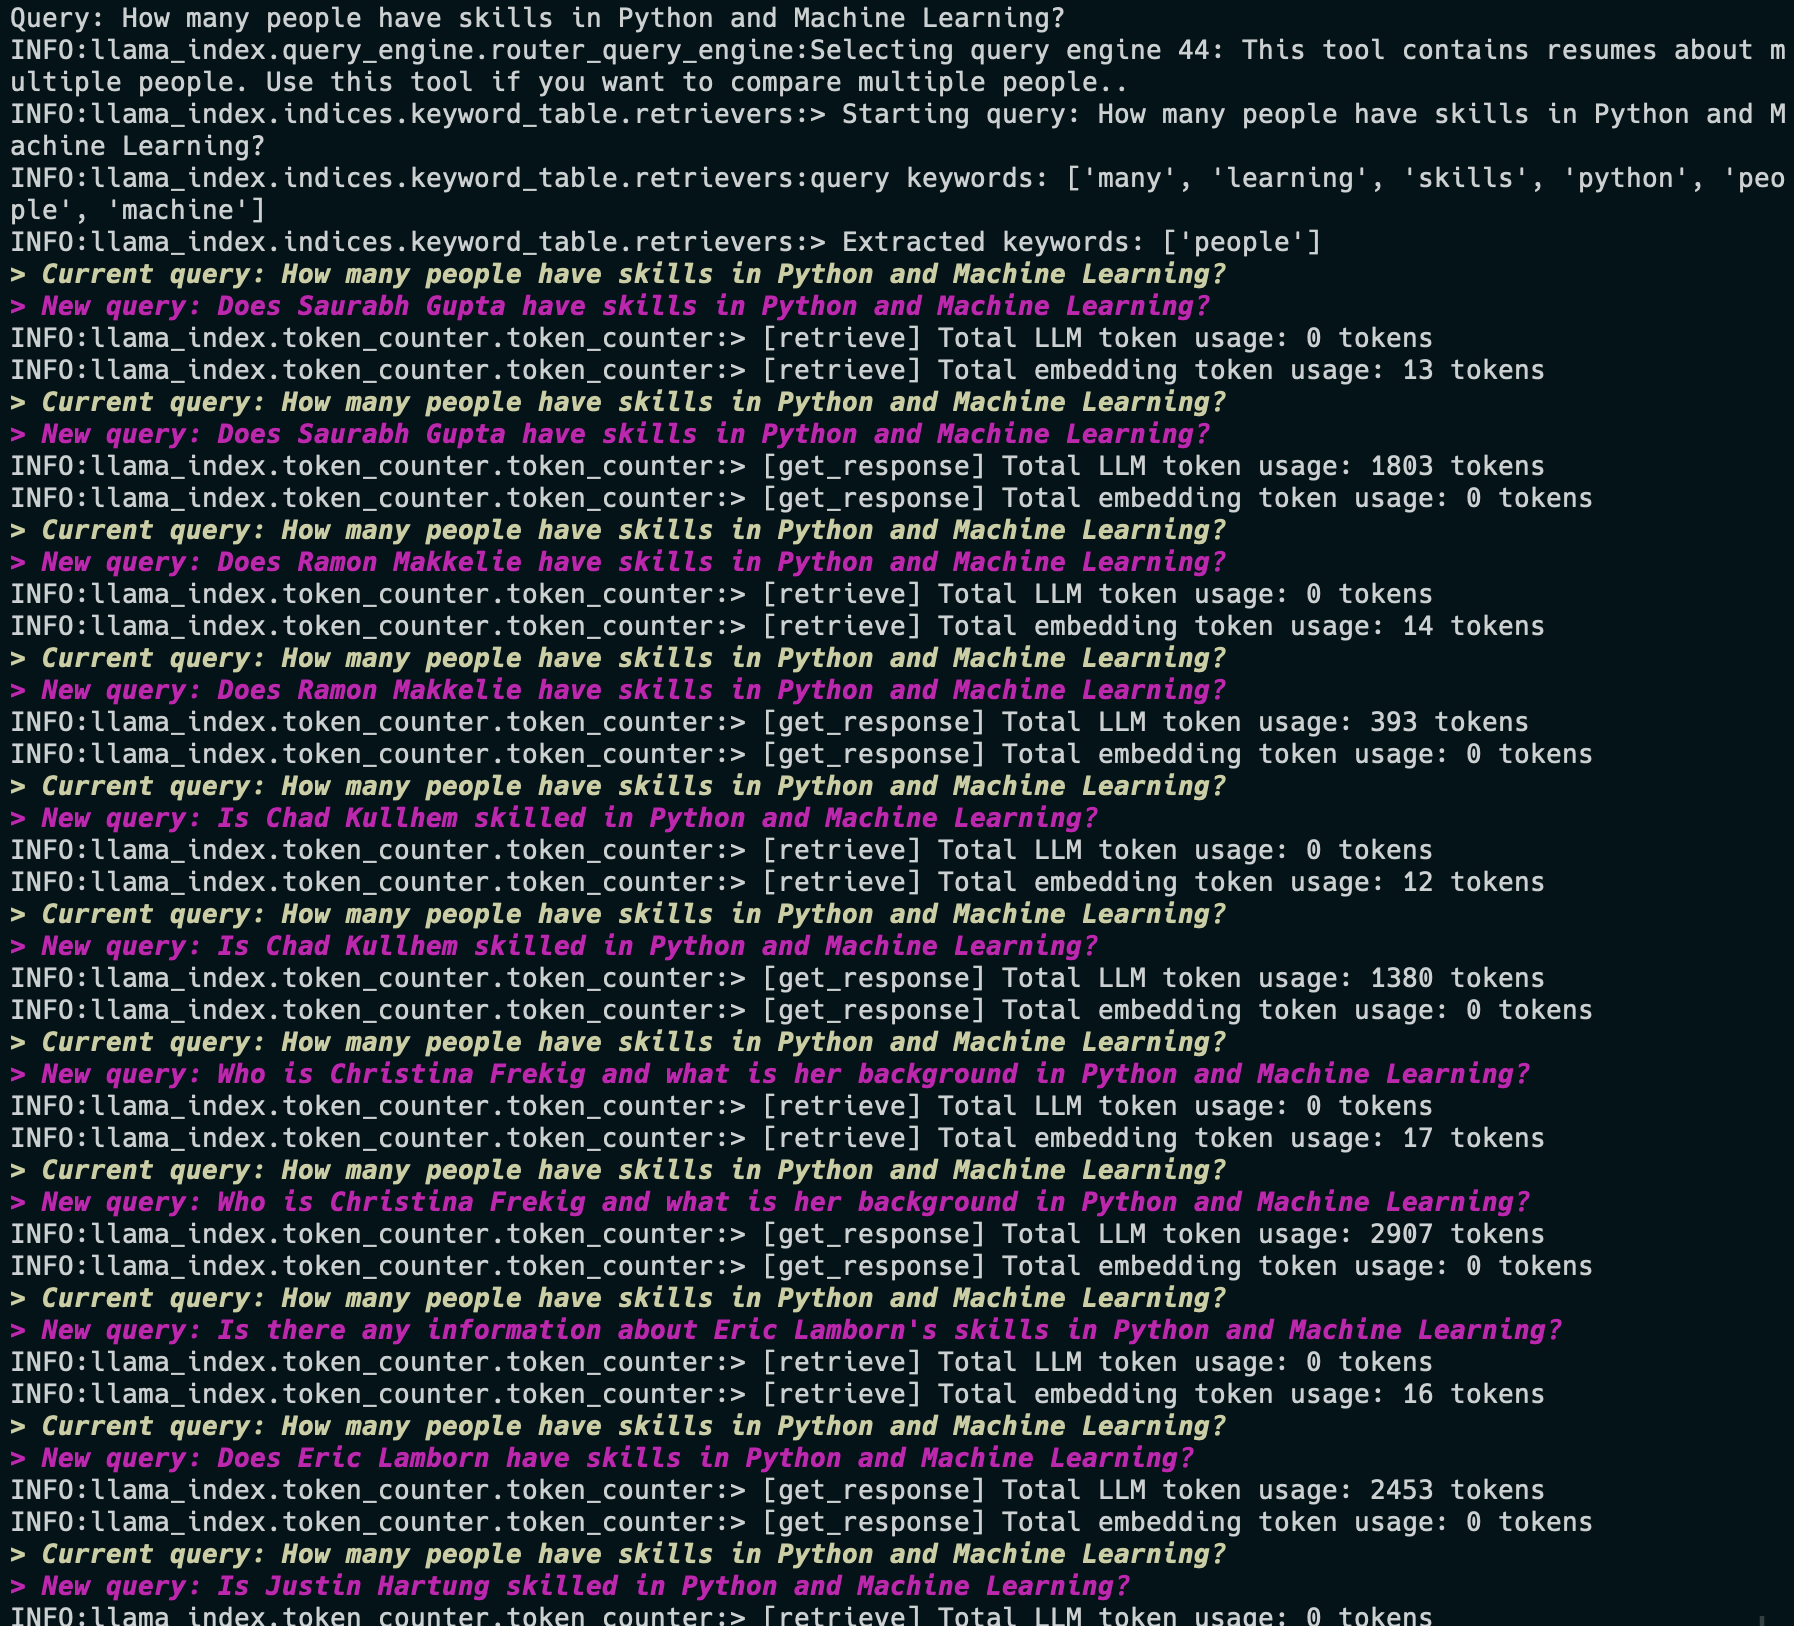 Query: How many people have skills in Python and Machine Learning?
INFO:llama_index.query_engine.router_query_engine:Selecting query engine 44: This tool contains resumes about m
ultiple people. Use this tool if you want to compare multiple people..
INFO:llama_index.indices.keyword_table.retrievers:> Starting query: How many people have skills in Python and M
achine Learning?
INFO:llama_index.indices.keyword_table.retrievers:query keywords: ['many', 'learning', 'skills', 'python', 'peo
ple', 'machine']
INFO:llama_index.indices.keyword_table.retrievers:> Extracted keywords: ['people']
> Current query: How many people have skills in Python and Machine Learning?
> New query: Does Saurabh Gupta have skills in Python and Machine Learning?
INFO:llama_index.token_counter.token_counter:> [retrieve] Total LLM token usage: 0 tokens
INFO:llama_index.token_counter.token_counter:> [retrieve] Total embedding token usage: 13 tokens
> Current query: How many people have skills in Python and Machine Learning?
> New query: Does Saurabh Gupta have skills in Python and Machine Learning?
INFO:llama_index.token_counter.token_counter:> [get_response] Total LLM token usage: 1803 tokens
INFO:llama_index.token_counter.token_counter:> [get_response] Total embedding token usage: 0 tokens
> Current query: How many people have skills in Python and Machine Learning?
> New query: Does Ramon Makkelie have skills in Python and Machine Learning?
INFO:llama_index.token_counter.token_counter:> [retrieve] Total LLM token usage: 0 tokens
INFO:llama_index.token_counter.token_counter:> [retrieve] Total embedding token usage: 14 tokens
> Current query: How many people have skills in Python and Machine Learning?
> New query: Does Ramon Makkelie have skills in Python and Machine Learning?
INFO:llama_index.token_counter.token_counter:> [get_response] Total LLM token usage: 393 tokens
INFO:llama_index.token_counter.token_counter:> [get_response] Total embedding token usage: 0 tokens
> Current query: How many people have skills in Python and Machine Learning?
> New query: Is Chad Kullhem skilled in Python and Machine Learning?
INFO:llama_index.token_counter.token_counter:> [retrieve] Total LLM token usage: 0 tokens
INFO:llama_index.token_counter.token_counter:> [retrieve] Total embedding token usage: 12 tokens
> Current query: How many people have skills in Python and Machine Learning?
> New query: Is Chad Kullhem skilled in Python and Machine Learning?
INFO:llama_index.token_counter.token_counter:> [get_response] Total LLM token usage: 1380 tokens
INFO:llama_index.token_counter.token_counter:> [get_response] Total embedding token usage: 0 tokens
> Current query: How many people have skills in Python and Machine Learning?
> New query: Who is Christina Frekig and what is her background in Python and Machine Learning?
INFO:llama_index.token_counter.token_counter:> [retrieve] Total LLM token usage: 0 tokens
INFO:llama_index.token_counter.token_counter:> [retrieve] Total embedding token usage: 17 tokens
> Current query: How many people have skills in Python and Machine Learning?
> New query: Who is Christina Frekig and what is her background in Python and Machine Learning?
INFO:llama_index.token_counter.token_counter:> [get_response] Total LLM token usage: 2907 tokens
INFO:llama_index.token_counter.token_counter:> [get_response] Total embedding token usage: 0 tokens
> Current query: How many people have skills in Python and Machine Learning?
> New query: Is there any information about Eric Lamborn's skills in Python and Machine Learning?
INFO:llama_index.token_counter.token_counter:> [retrieve] Total LLM token usage: 0 tokens
INFO:llama_index.token_counter.token_counter:> [retrieve] Total embedding token usage: 16 tokens
> Current query: How many people have skills in Python and Machine Learning?
> New query: Does Eric Lamborn have skills in Python and Machine Learning?
INFO:llama_index.token_counter.token_counter:> [get_response] Total LLM token usage: 2453 tokens
INFO:llama_index.token_counter.token_counter:> [get_response] Total embedding token usage: 0 tokens
> Current query: How many people have skills in Python and Machine Learning?
> New query: Is Justin Hartung skilled in Python and Machine Learning?
INFO:llama_index.token_counter.token_counter:> [retrieve] Total LLM token usage: 0 tokens